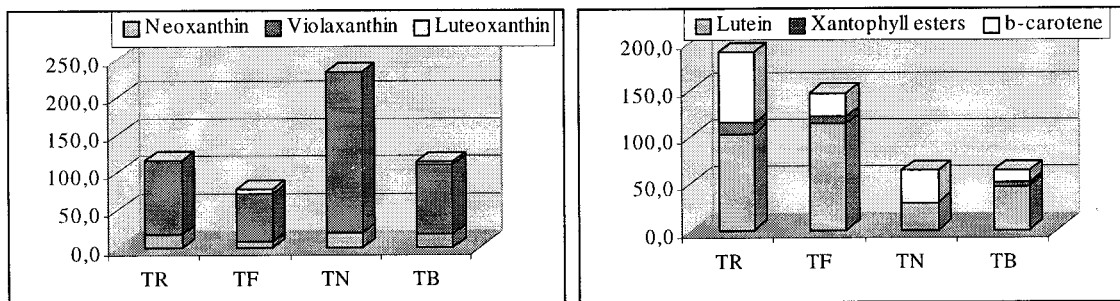 Neoxanthin Violaxanthin Luteoxanthin
250,0
200,0
150,0
100,0
50,0
0,0
TR TF TN TB
Lutein Xantophyll esters b-carotene
200,0
150,0
100,0
50,0
0,0
TR TF TN TB